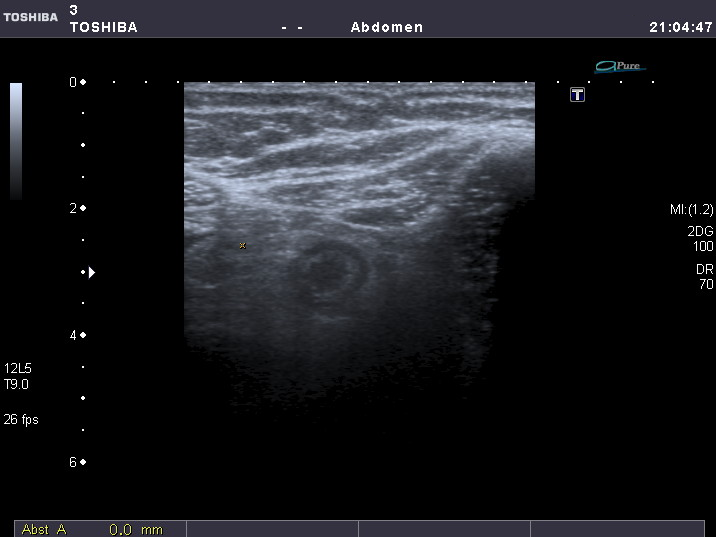 TOSHIBA
3
TOSHIBA - - Abdomen 21:04:47
Pure
T
0
2
4
6
MI:(1.2)
2DG
100
DR
70
12L5
T9.0
26 fps
Abst A 0.0 mm